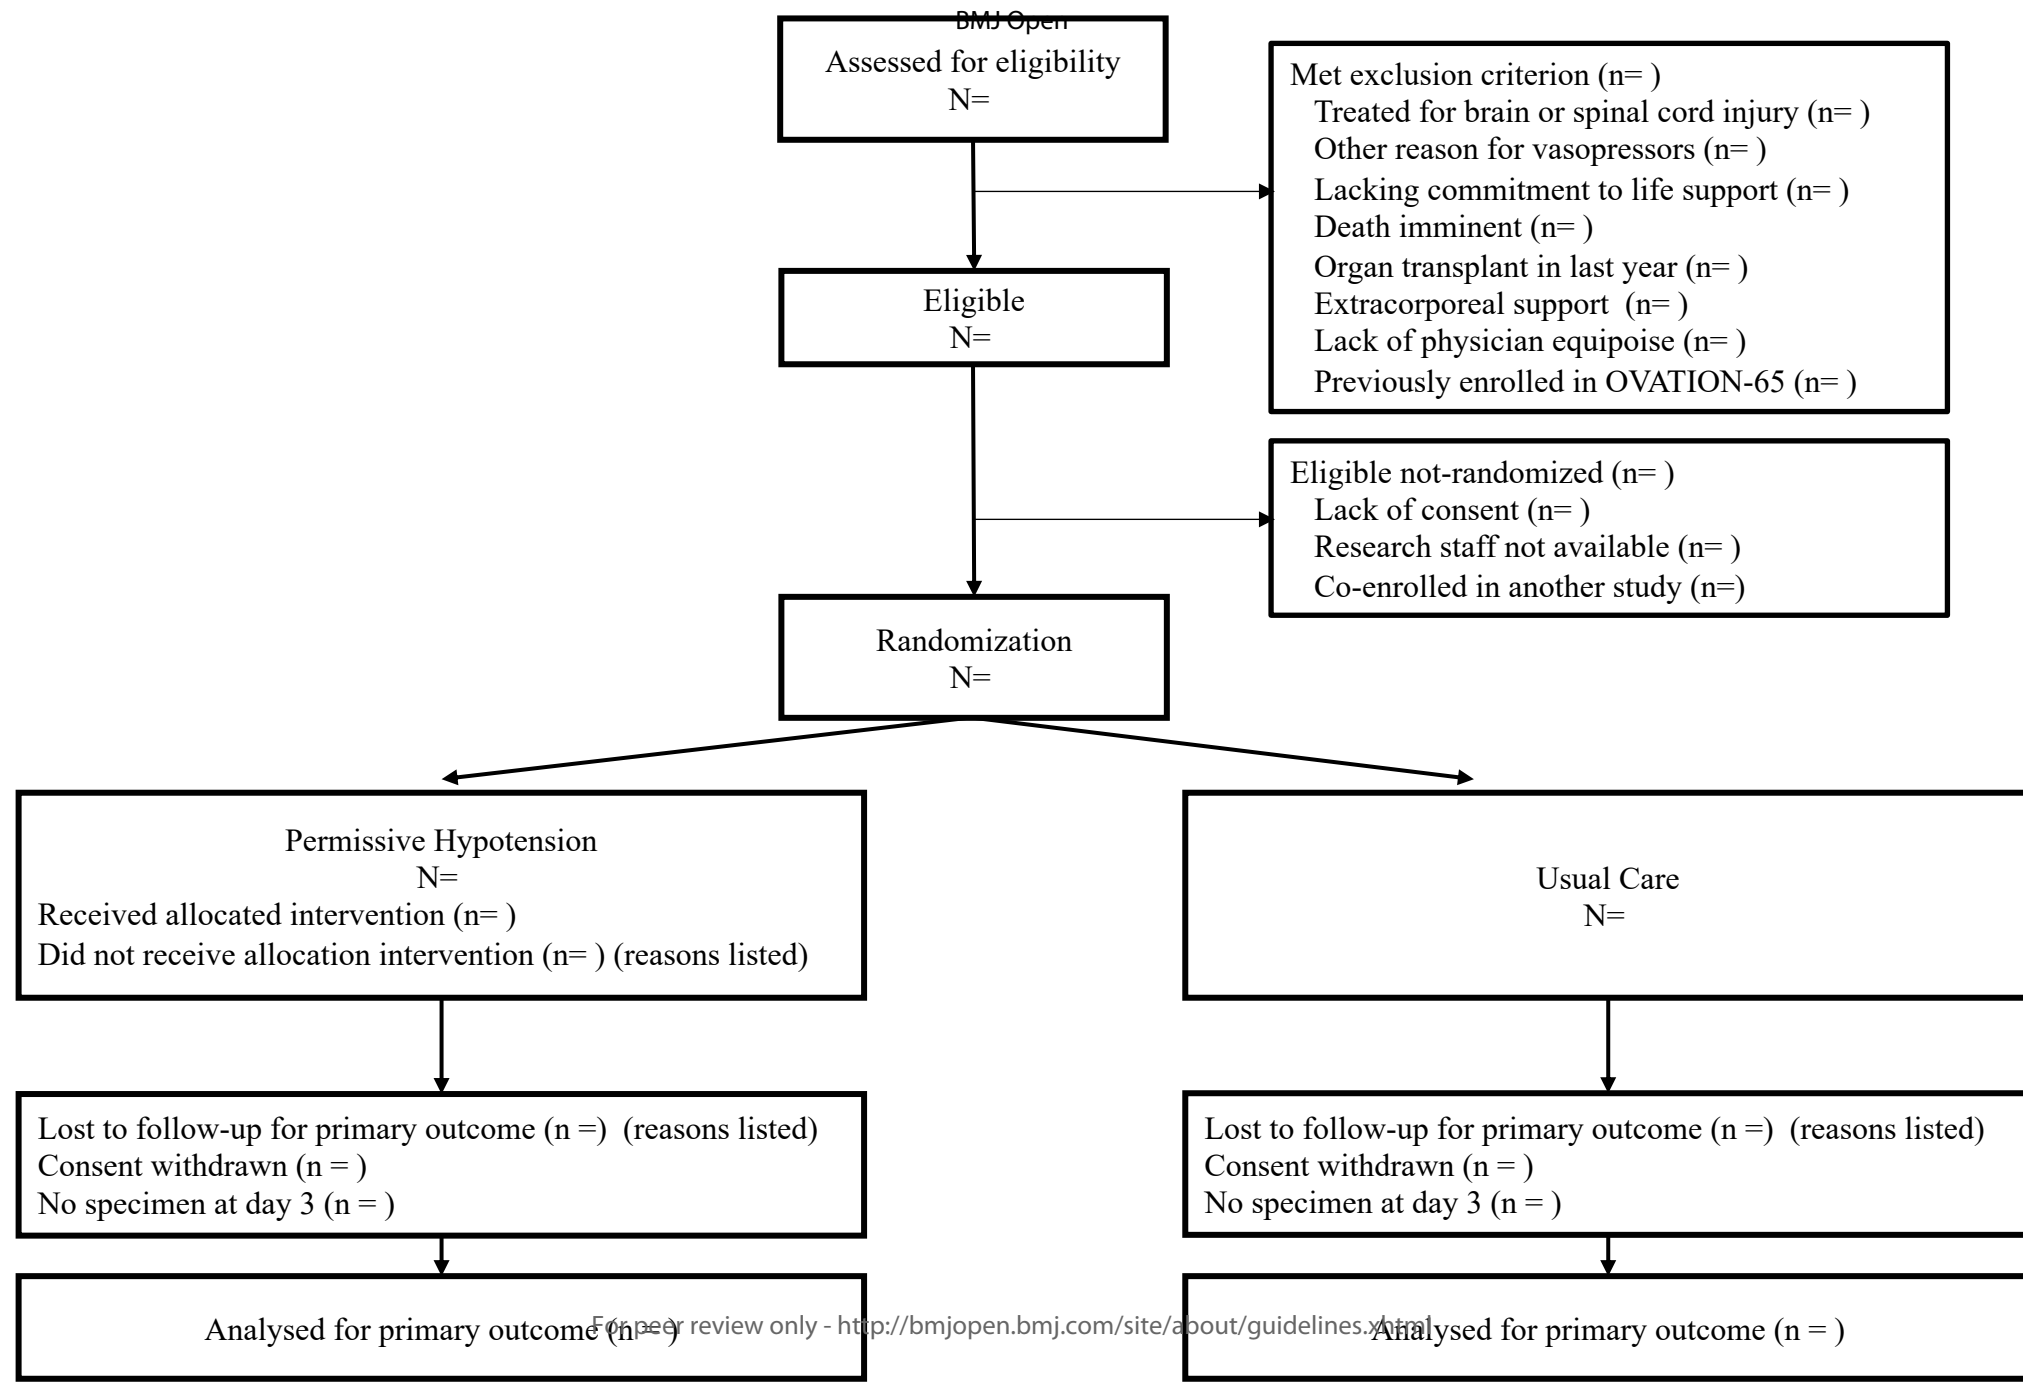 BMJ Open
Assessed for eligibility
N=
Met exclusion criterion (n= )
Treated for brain or spinal cord injury (n= )
Other reason for vasopressors (n= )
Lacking commitment to life support (n= )
Death imminent (n= )
Organ transplant in last year (n= )
Extracorporeal support  (n= )
Lack of physician equipoise (n= )
Previously enrolled in OVATION-65 (n= )
Eligible
N=
Eligible not-randomized (n= )
Lack of consent (n= )
Research staff not available (n= )
Co-enrolled in another study (n=)
Randomization
N=
Permissive Hypotension
N=
Received allocated intervention (n= )
Did not receive allocation intervention (n= ) (reasons listed)
Usual Care
N=
Lost to follow-up for primary outcome (n =)  (reasons listed)
Consent withdrawn (n = )
No specimen at day 3 (n = )
Lost to follow-up for primary outcome (n =)  (reasons listed)
Consent withdrawn (n = )
No specimen at day 3 (n = )
Analysed for primary outcome (n = )
For peer review only - http://bmjopen.bmj.com/site/about/guidelines.xhtml
Analysed for primary outcome (n = )